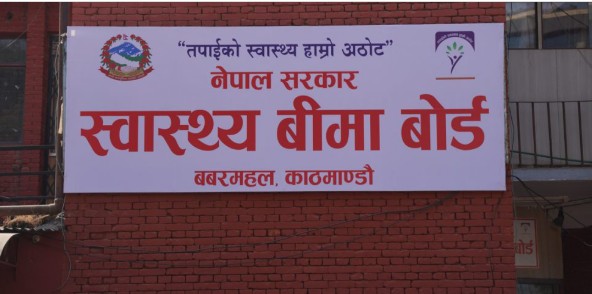 “तपाईको स्वास्थ्य हाम्रो अठोट”
नेपाल सरकार
स्वास्थ्य बीमा बोर्ड
बबरमहल, काठमाण्डौ
बोर्ड